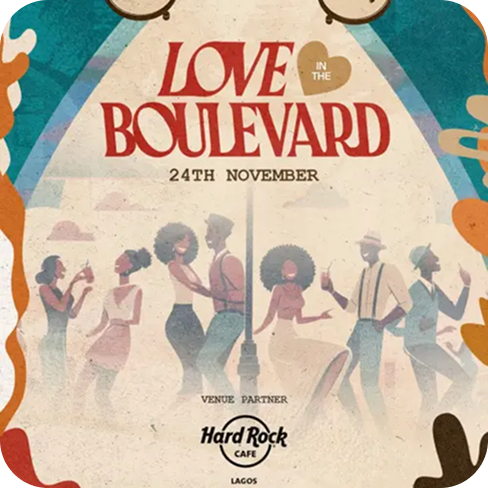 LOVE
IN
THE
BOULEVARD
24TH NOVEMBER
VENUE PARTNER
Hard Rock
CAFE
LAGOS